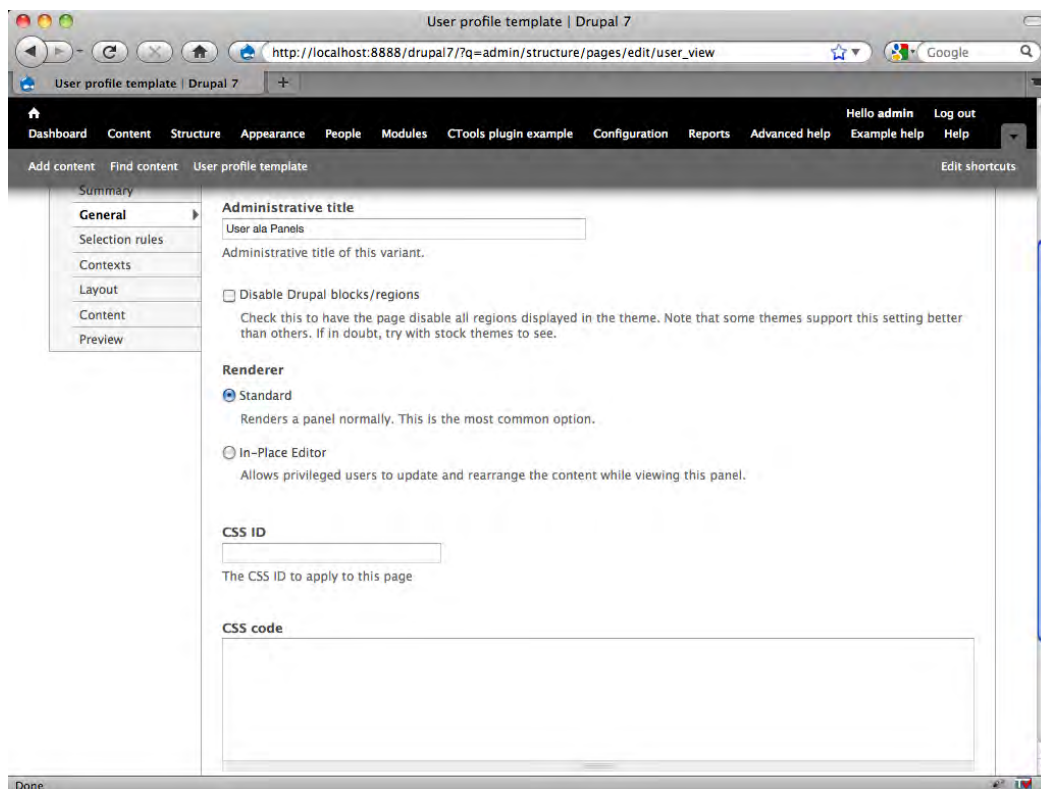 User profile template | Drupal 7
http://localhost:8888/drupal7/?q=admin/structure/pages/edit/user_view
Google
User profile template | Drupal 7
Hello admin Log out
Dashboard Content Structure Appearance People Modules CTools plugin example Configuration Reports Advanced help Example help Help
Add content Find content User profile template Edit shortcuts
Summary
General
Selection rules
Contexts
Layout
Content
Preview
Administrative title
User ala Panels
Administrative title of this variant.
Disable Drupal blocks/regions
Check this to have the page disable all regions displayed in the theme. Note that some themes support this setting better
than others. If in doubt, try with stock themes to see.
Renderer
Standard
Renders a panel normally. This is the most common option.
In-Place Editor
Allows privileged users to update and rearrange the content while viewing this panel.
CSS ID
The CSS ID to apply to this page
CSS code
Done